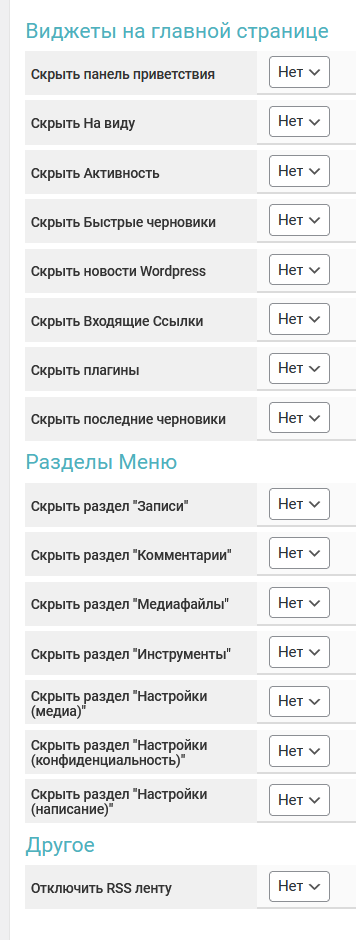 Виджеты на главной странице
Скрыть панель приветствия Нет
Скрыть На виду Нет
Скрыть Активность Нет
Скрыть Быстрые черновики Нет
Скрыть новости Wordpress Нет
Скрыть Входящие Ссылки Нет
Скрыть плагины Нет
Скрыть последние черновики Нет
Разделы Меню
Скрыть раздел "Записи" Нет
Скрыть раздел "Комментарии" Нет
Скрыть раздел "Медиафайлы" Нет
Скрыть раздел "Инструменты" Нет
Скрыть раздел "Настройки
(медиа)" Нет
Скрыть раздел "Настройки
(конфиденциальность)" Нет
Скрыть раздел "Настройки
(написание)" Нет
Другое
Отключить RSS ленту Нет